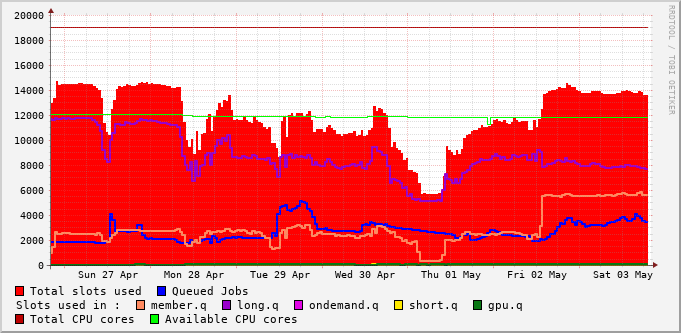 20000
18000
16000
14000
12000
10000
8000
6000
4000
2000
0
Sun 27 Apr Mon 28 Apr Tue 29 Apr Wed 30 Apr Thu 01 May Fri 02 May Sat 03 May
Total slots used Queued Jobs
Slots used in : member.q long.q ondemand.q short.q gpu.q
Total CPU cores Available CPU cores
RRDTOOL / TOBI OETIKER